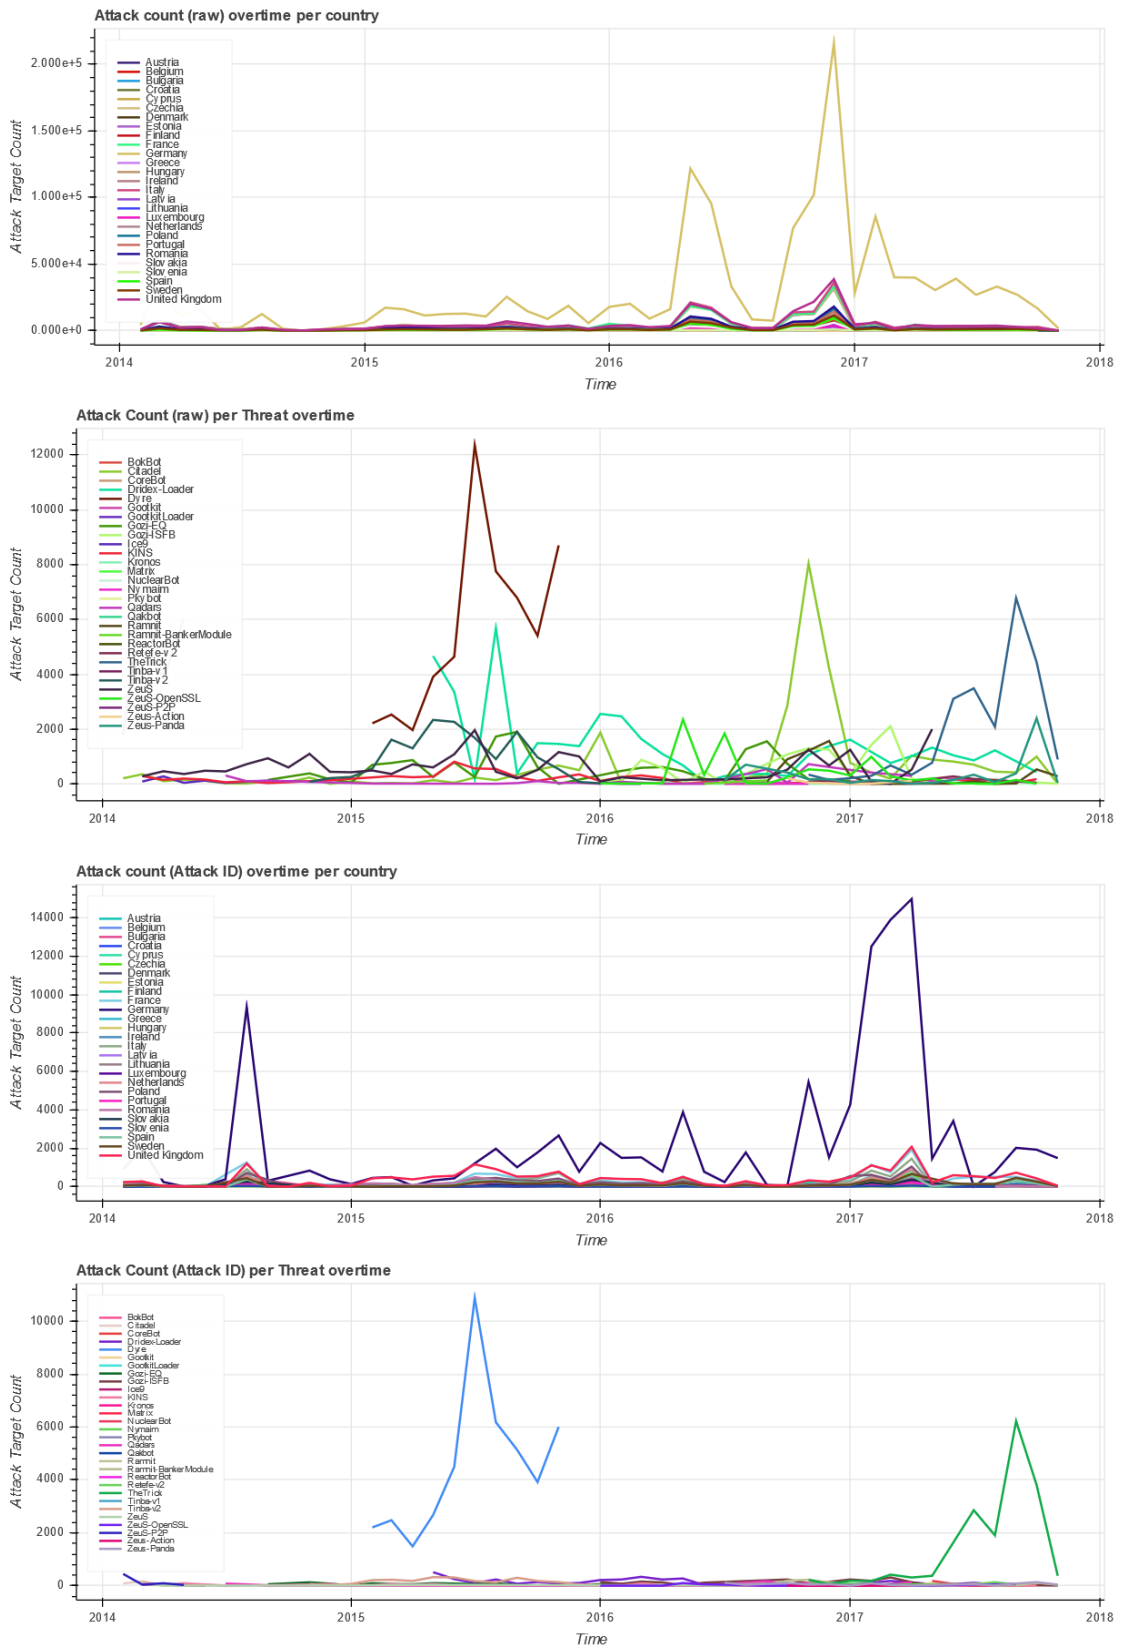 Attack count (raw) overtime per country
Attack Target Count
2.000e+5
1.500e+5
1.000e+5
5.000e+4
0.000e+0
Austria
Belgium
Bulgaria
Croatia
Cyprus
Czechia
Denmark
Estonia
Finland
France
Germany
Greece
Hungary
Ireland
Italy
Latvia
Lithuania
Luxembourg
Netherlands
Poland
Portugal
Romania
Slovakia
Slovenia
Spain
Sweden
United Kingdom
2014 2015 2016 2017 2018
Time
Attack Count (raw) per Threat overtime
Attack Target Count
12000
10000
8000
6000
4000
2000
0
BokBot
Citadel
CoreBot
Dridex-Loader
Dyre
Gootkit
GootkitLoader
Gozi-EQ
Gozi-ISFB
Ice9
KINS
Kronos
Matrix
NuclearBot
Nymaim
Pkybot
Qadars
Qakbot
Ramnit
Ramnit-BankerModule
ReactorBot
Retefe-v2
TheTrick
Tinba-v1
Tinba-v2
ZeuS
ZeuS-OpenSSL
ZeuS-P2P
Zeus-Action
Zeus-Panda
2014 2015 2016 2017 2018
Time
Attack count (Attack ID) overtime per country
Attack Target Count
14000
12000
10000
8000
6000
4000
2000
0
Austria
Belgium
Bulgaria
Croatia
Cyprus
Czechia
Denmark
Estonia
Finland
France
Germany
Greece
Hungary
Ireland
Italy
Latvia
Lithuania
Luxembourg
Netherlands
Poland
Portugal
Romania
Slovakia
Slovenia
Spain
Sweden
United Kingdom
2014 2015 2016 2017 2018
Time
Attack Count (Attack ID) per Threat overtime
Attack Target Count
10000
8000
6000
4000
2000
0
BokBot
Citadel
CoreBot
Dridex-Loader
Dyre
Gootkit
GootkitLoader
Gozi-EQ
Gozi-ISFB
Ice9
KINS
Kronos
Matrix
NuclearBot
Nymaim
Pkybot
Qadars
Qakbot
Ramnit
Ramnit-BankerModule
ReactorBot
Retefe-v2
TheTrick
Tinba-v1
Tinba-v2
ZeuS
ZeuS-OpenSSL
ZeuS-P2P
Zeus-Action
Zeus-Panda
2014 2015 2016 2017 2018
Time